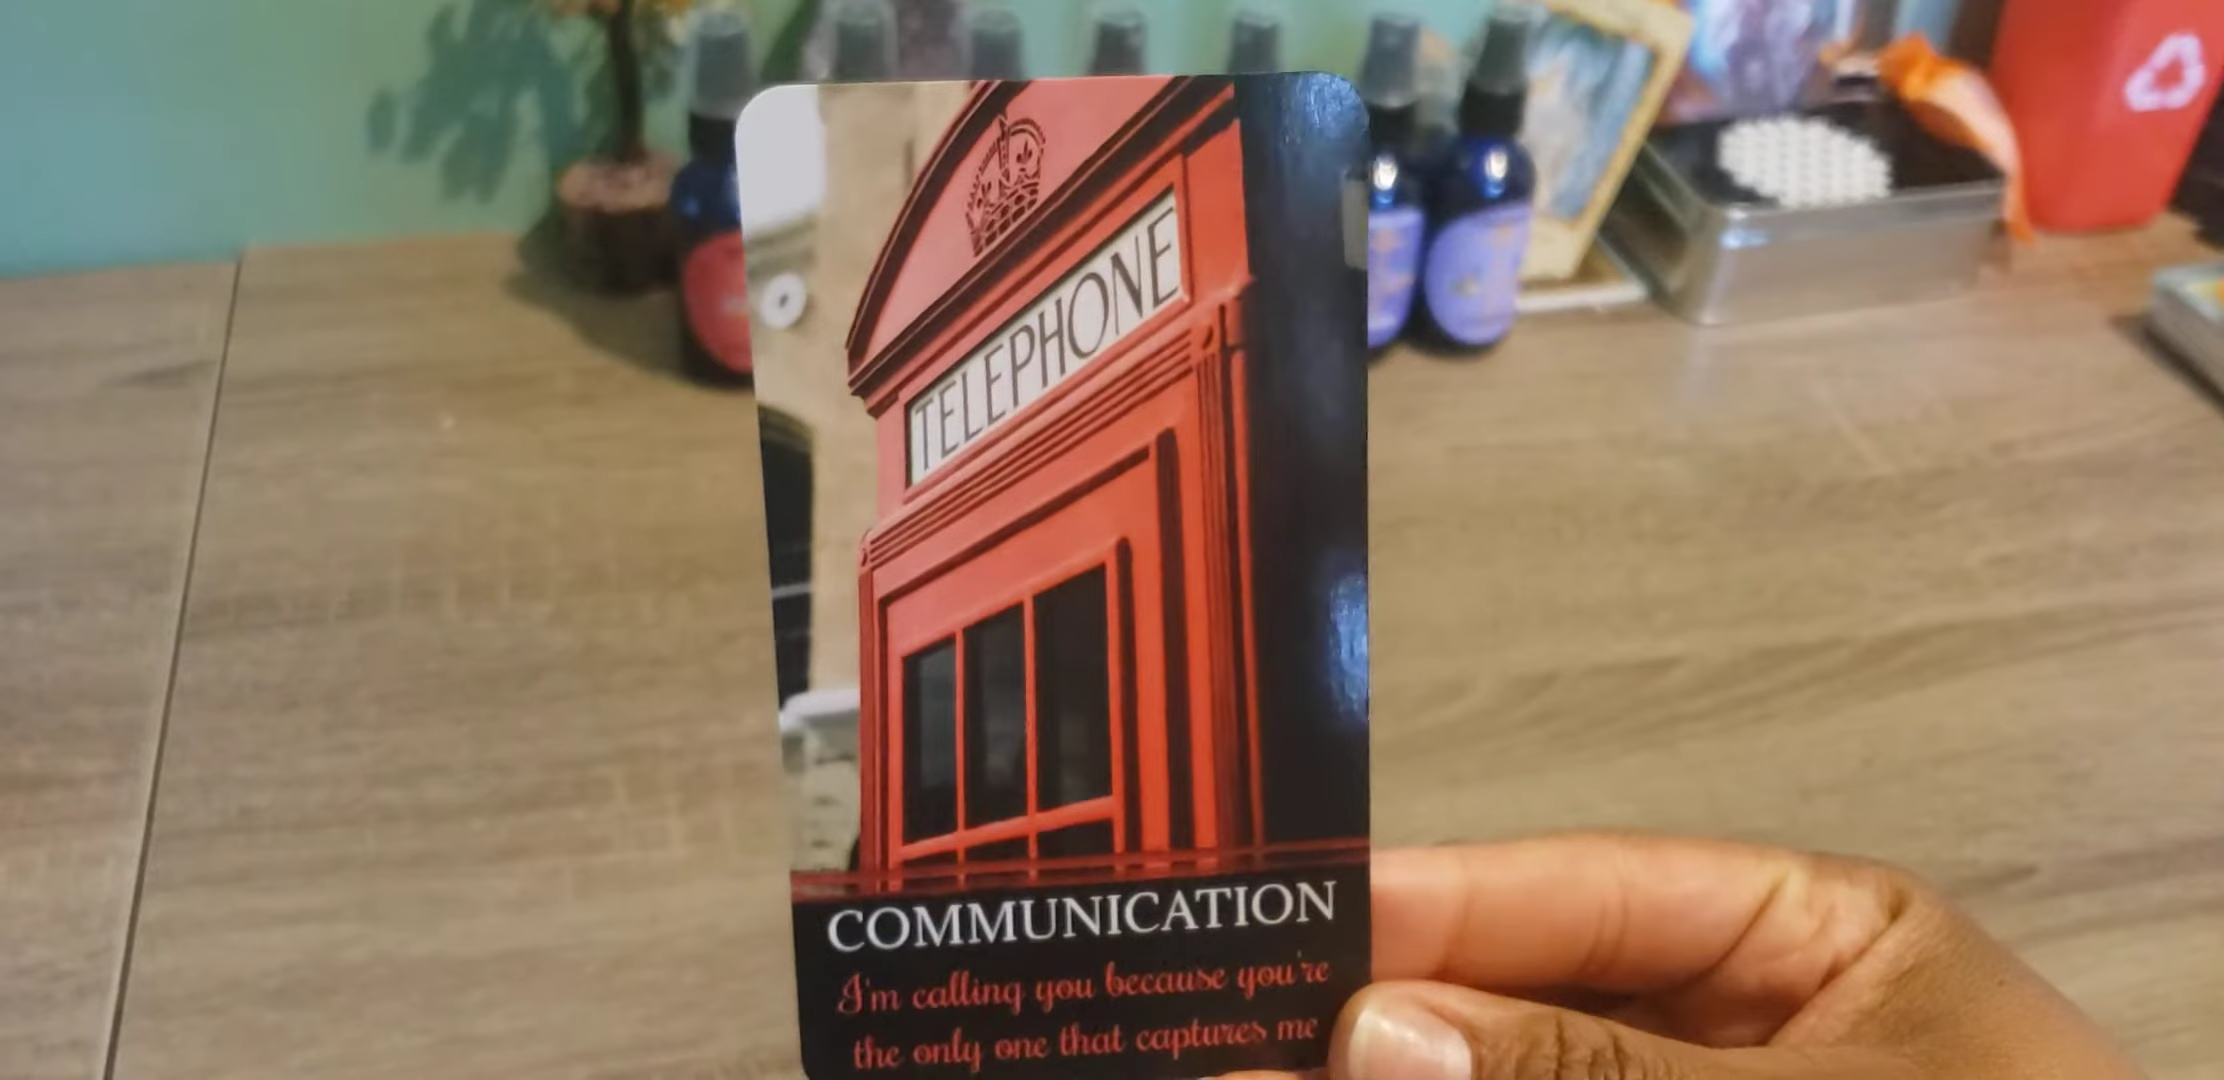 TELEPHONE
COMMUNICATION
I'm calling you because you're
the only one that captures me